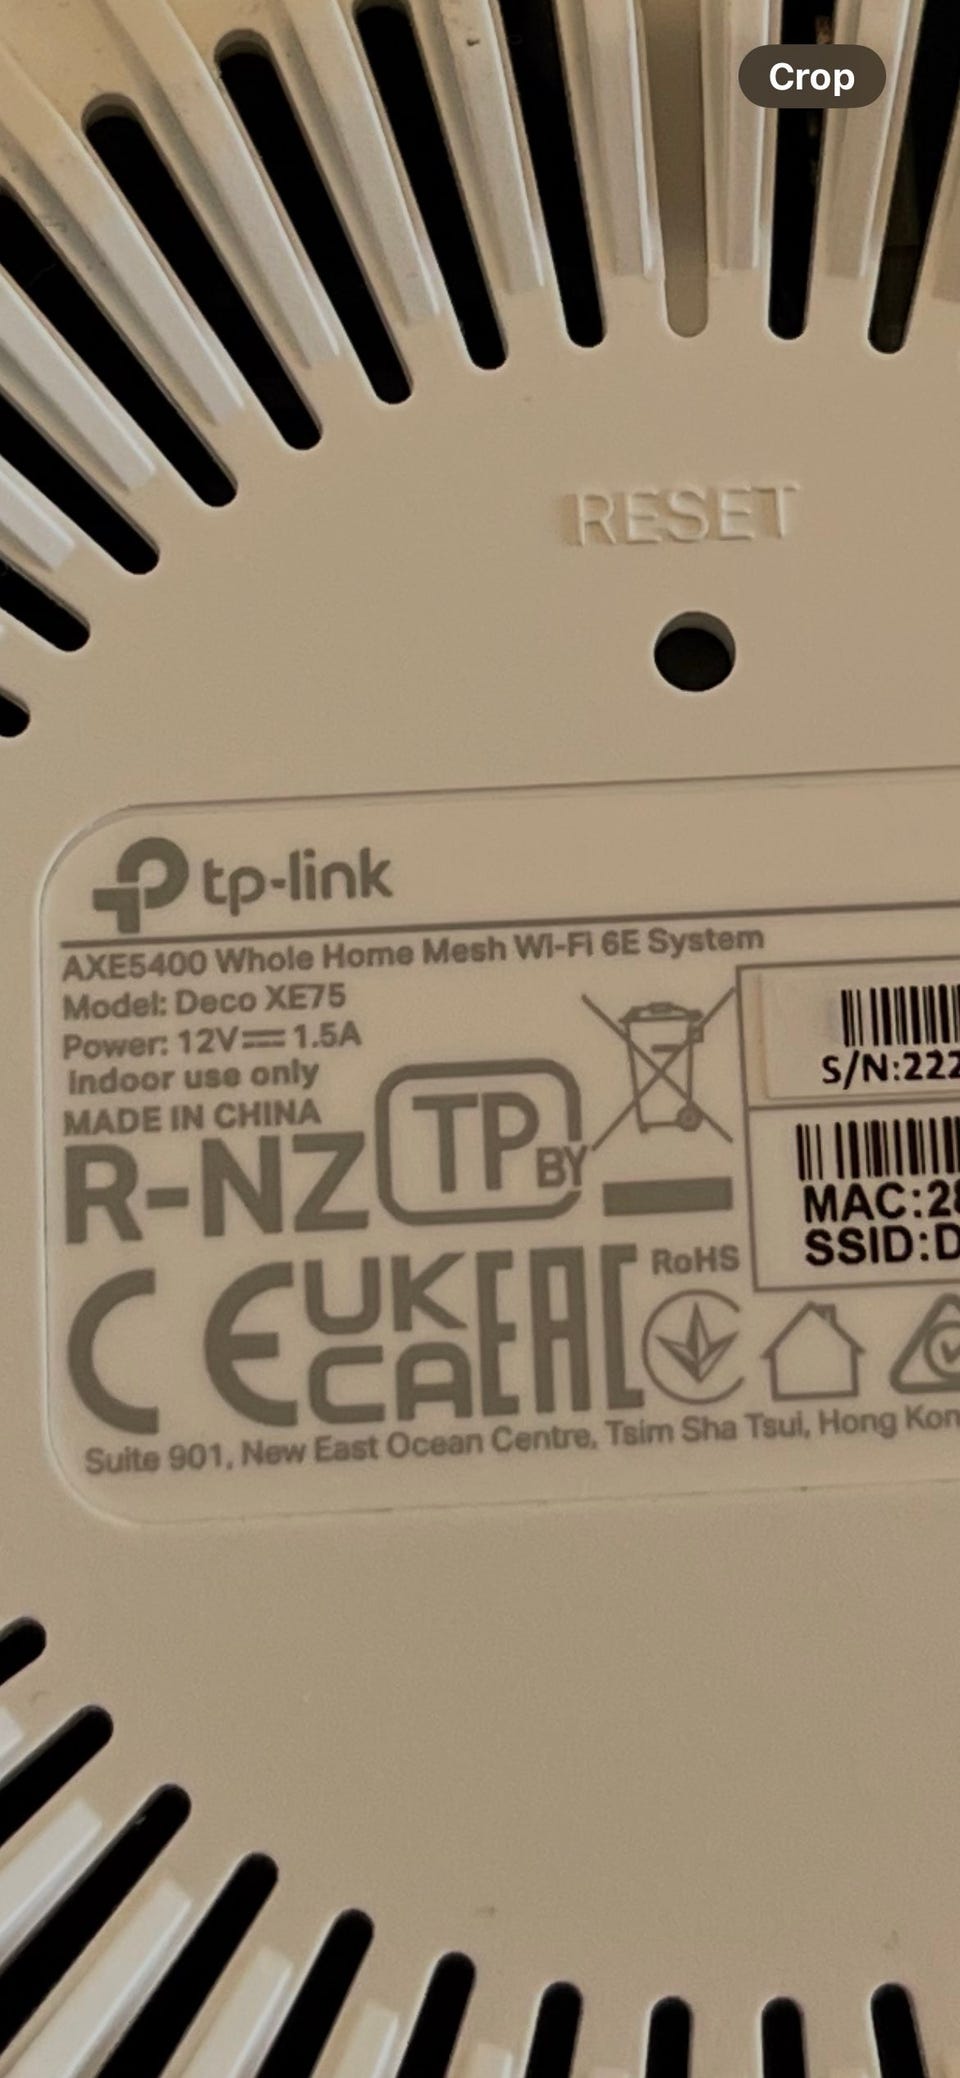 Crop
RESET
tp-link
AXE5400 Whole Home Mesh Wi-Fi 6E System
Model: Deco XE75
Power: 12V⎓1.5A
Indoor use only
MADE IN CHINA
R-NZ
TP BY
S/N:222
MAC:28
SSID:D
CE
UK
CA
EAC
RoHS
Suite 901, New East Ocean Centre, Tsim Sha Tsui, Hong Kon